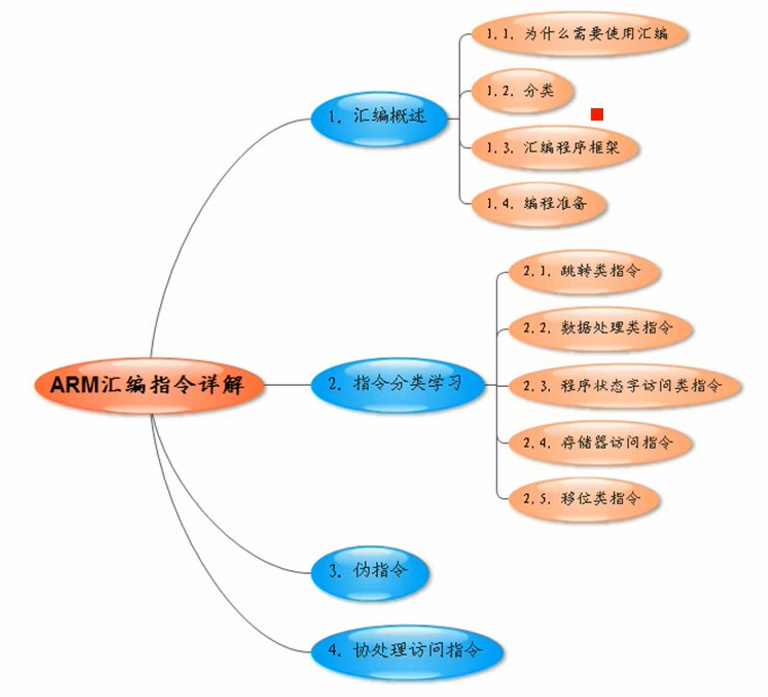 1.1. 为什么需要使用汇编
1.2. 分类
1. 汇编概述
1.3. 汇编程序框架
1.4. 编程准备
2.1. 跳转类指令
2.2. 数据处理类指令
ARM汇编指令详解
2. 指令分类学习
2.3. 程序状态字访问类指令
2.4. 存储器访问指令
2.5. 移位类指令
3. 伪指令
4. 协处理访问指令